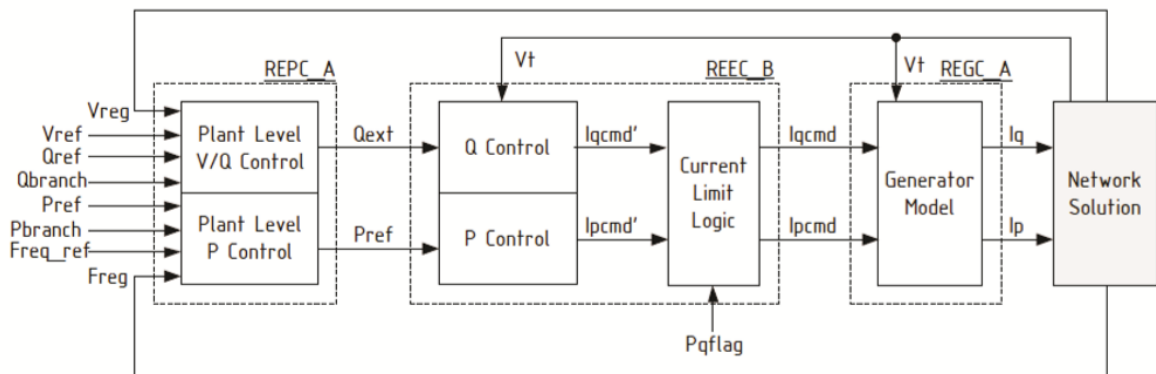 REPC_A
Vreg
Vref
Qref
Qbranch
Pref
Pbranch
Freq_ref
Freg
Plant Level
V/Q Control
Plant Level
P Control
Qext
Pref
Vt
REEC_B
Q Control
P Control
Iqcmd'
Ipcmd'
Current
Limit
Logic
Pqflag
Iqcmd
Ipcmd
Vt
REGC_A
Generator
Model
Iq
Ip
Network
Solution